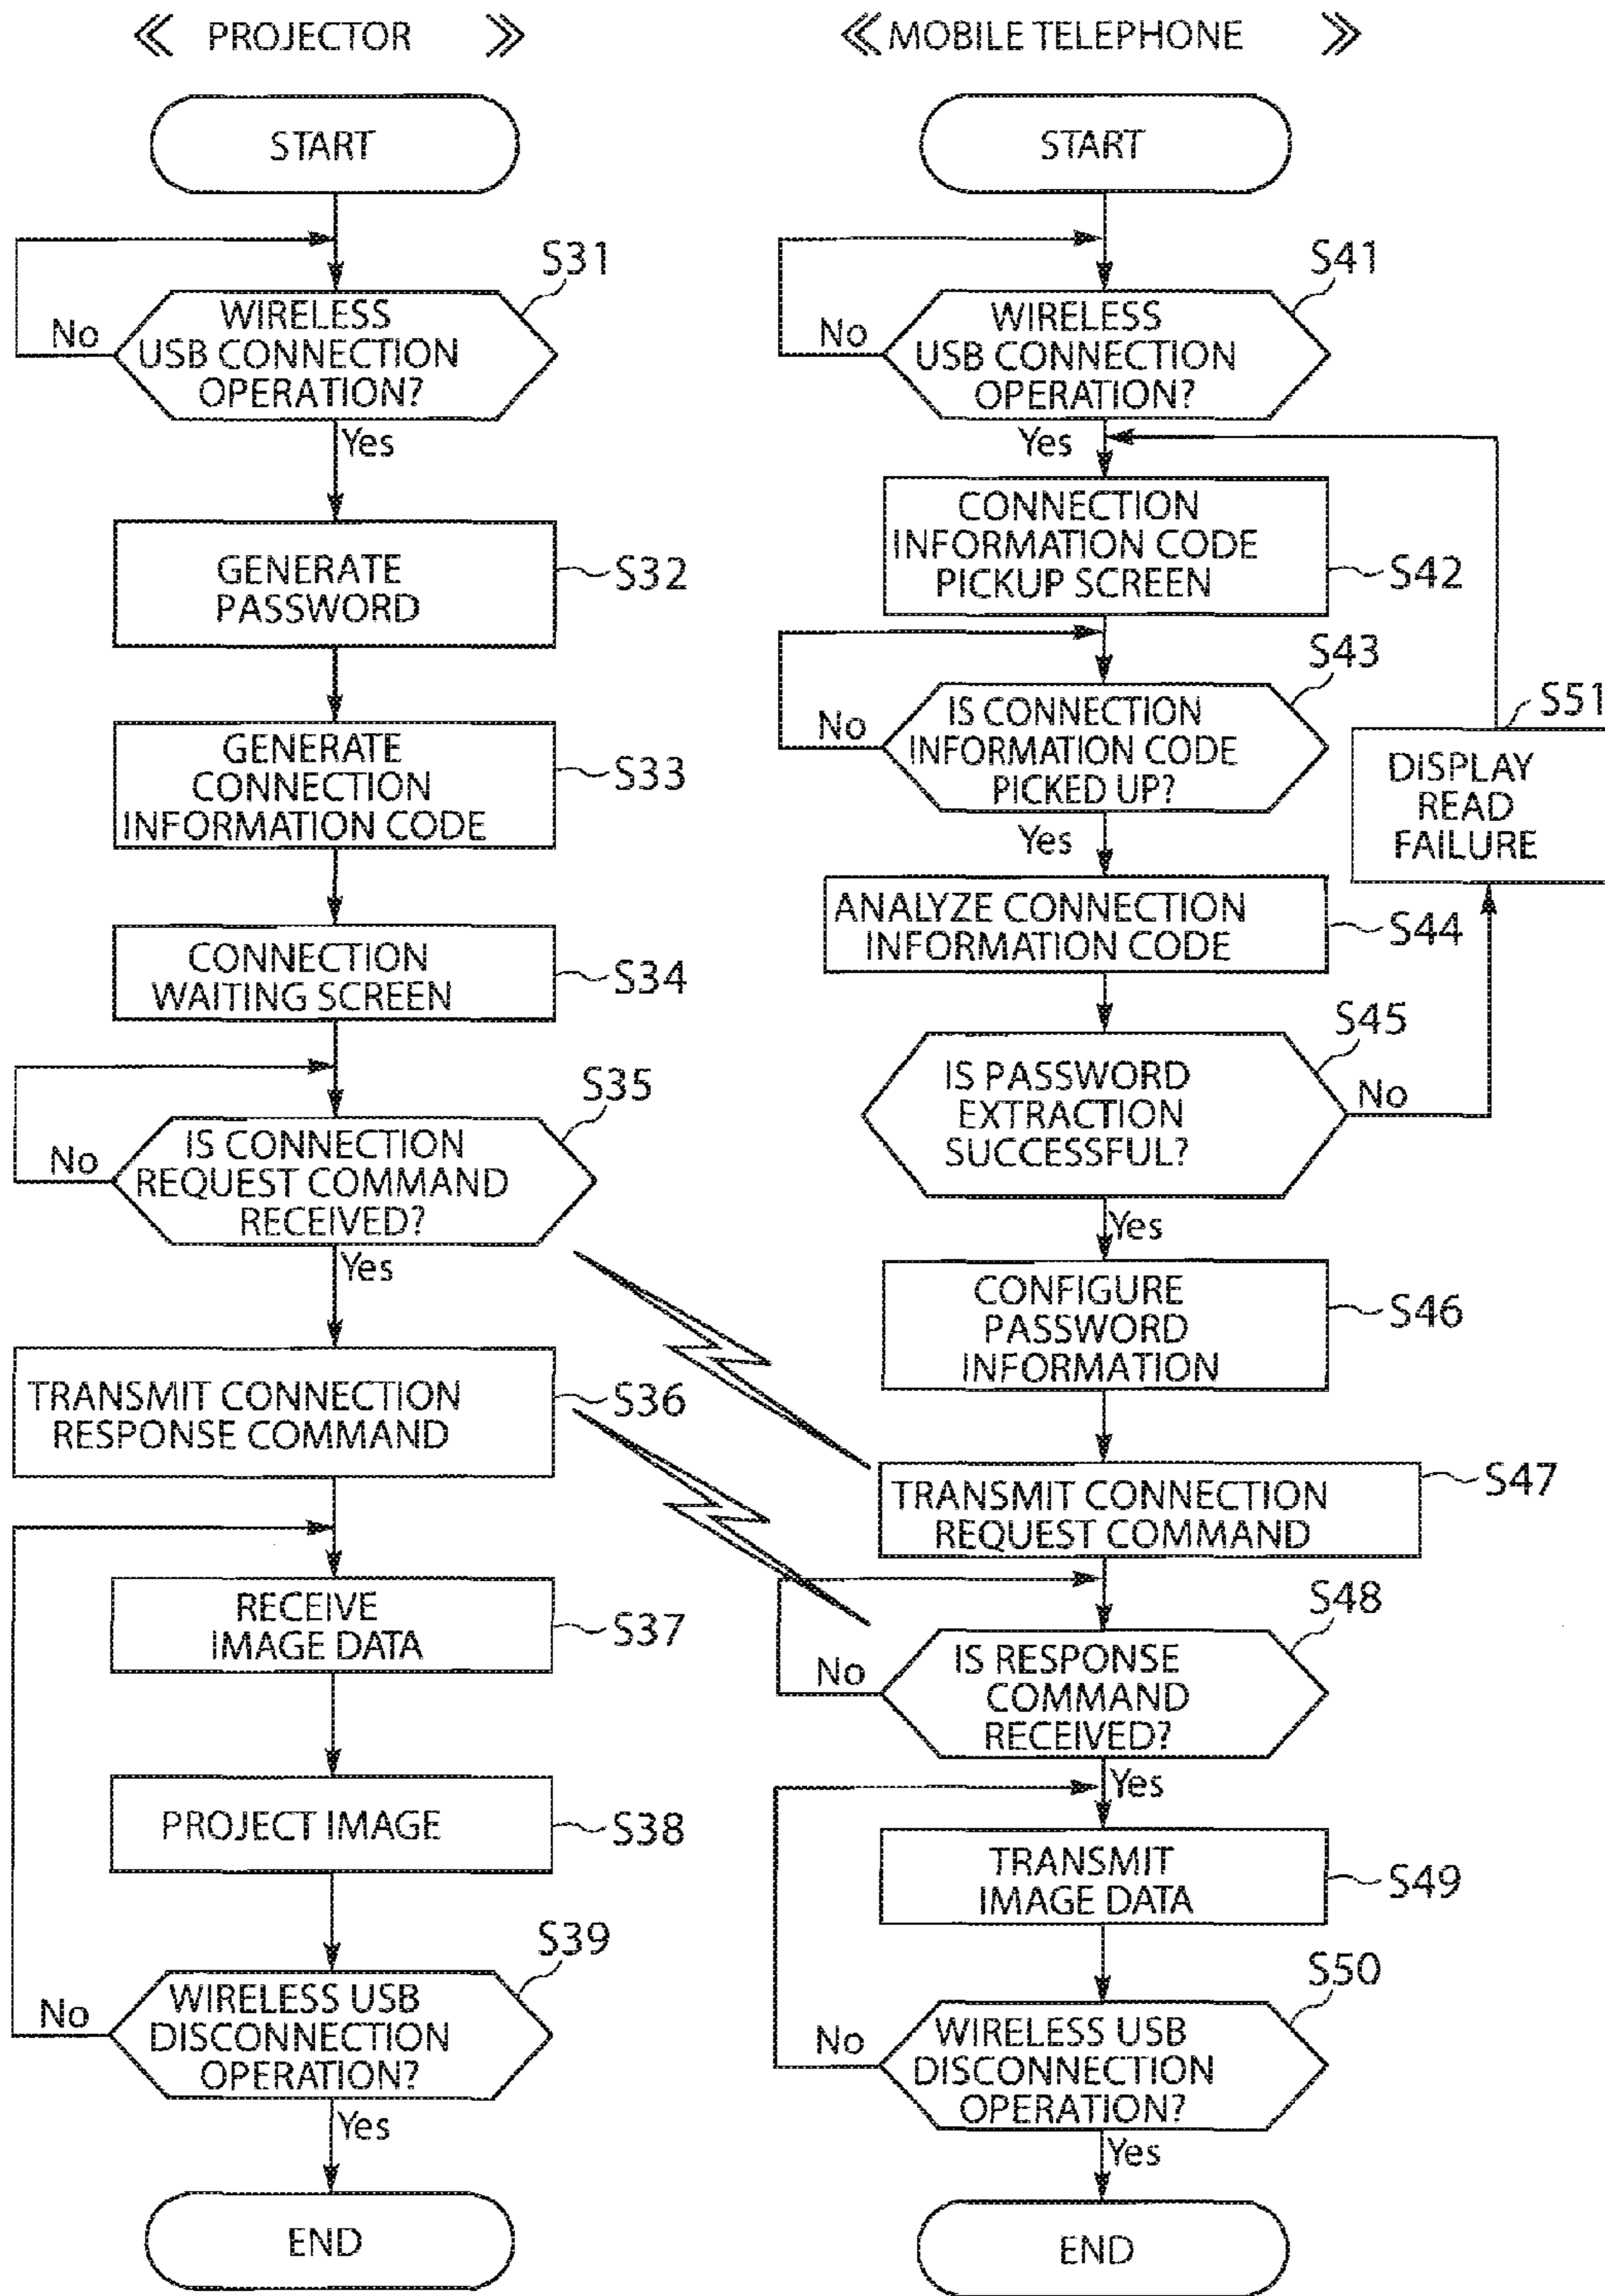 ≪ PROJECTOR ≫
START
S31
WIRELESS
USB CONNECTION
OPERATION?
No
Yes
GENERATE
PASSWORD
S32
GENERATE
CONNECTION
INFORMATION CODE
S33
CONNECTION
WAITING SCREEN
S34
S35
IS CONNECTION
REQUEST COMMAND
RECEIVED?
No
Yes
TRANSMIT CONNECTION
RESPONSE COMMAND
S36
RECEIVE
IMAGE DATA
S37
PROJECT IMAGE
S38
S39
WIRELESS USB
DISCONNECTION
OPERATION?
No
Yes
END
≪ MOBILE TELEPHONE ≫
START
S41
WIRELESS
USB CONNECTION
OPERATION?
No
Yes
CONNECTION
INFORMATION CODE
PICKUP SCREEN
S42
S43
IS CONNECTION
INFORMATION CODE
PICKED UP?
No
Yes
ANALYZE CONNECTION
INFORMATION CODE
S44
S45
IS PASSWORD
EXTRACTION
SUCCESSFUL?
No
Yes
S51
DISPLAY
READ
FAILURE
CONFIGURE
PASSWORD
INFORMATION
S46
TRANSMIT CONNECTION
REQUEST COMMAND
S47
S48
IS RESPONSE
COMMAND
RECEIVED?
No
Yes
TRANSMIT
IMAGE DATA
S49
S50
WIRELESS USB
DISCONNECTION
OPERATION?
No
Yes
END